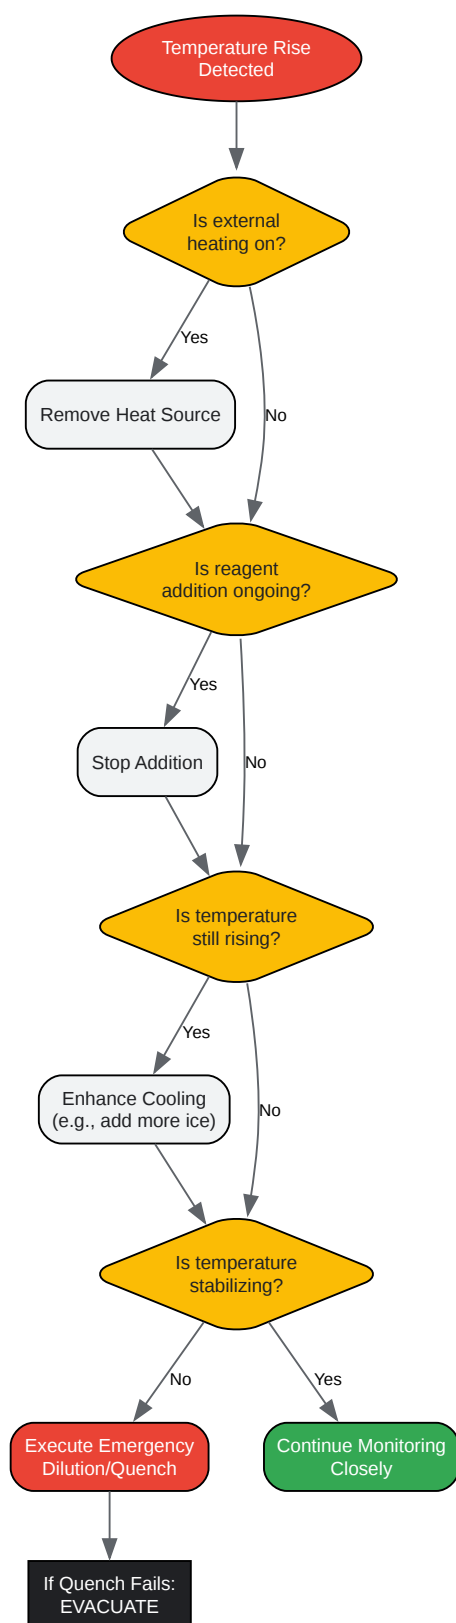 Temperature Rise
Detected
Is external
heating on?
Yes
Remove Heat Source
No
Is reagent
addition ongoing?
Yes
Stop Addition
No
Is temperature
still rising?
Yes
Enhance Cooling
(e.g., add more ice)
No
Is temperature
stabilizing?
No
Yes
Execute Emergency
Dilution/Quench
Continue Monitoring
Closely
If Quench Fails:
EVACUATE